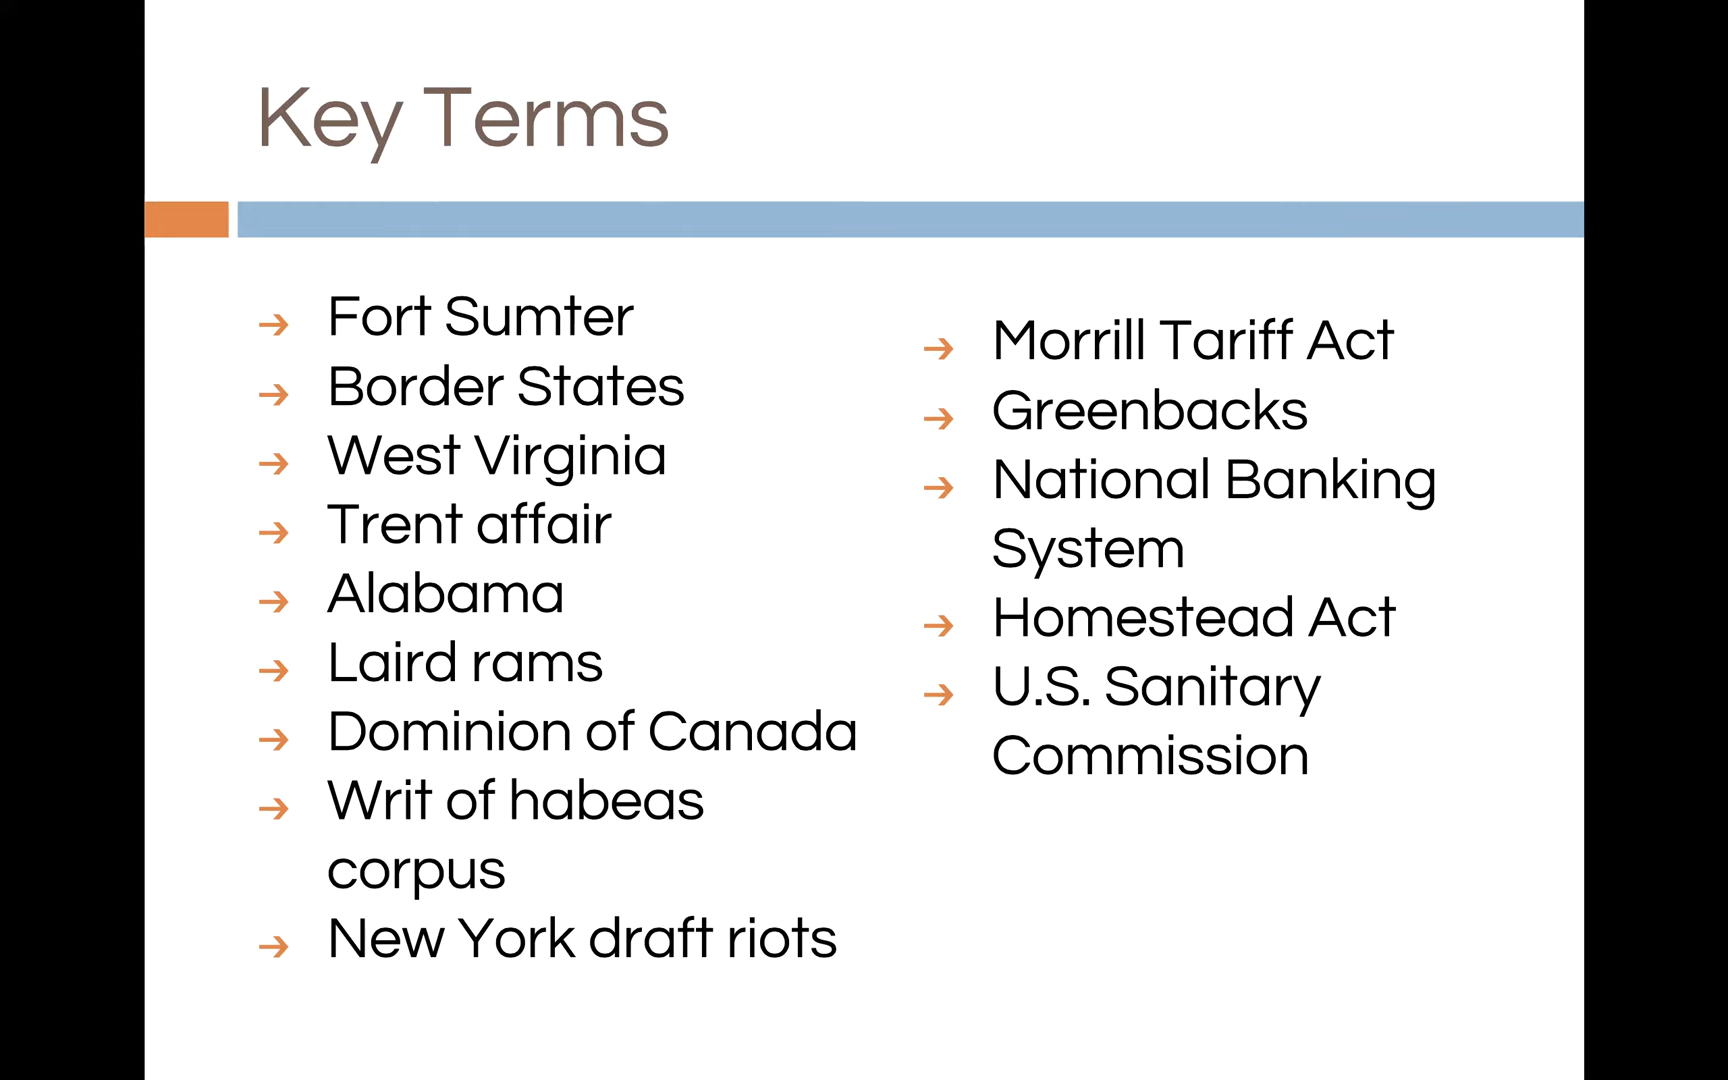 Key Terms
→ Fort Sumter
→ Border States
→ West Virginia
→ Trent affair
→ Alabama
→ Laird rams
→ Dominion of Canada
→ Writ of habeas
corpus
→ New York draft riots
→ Morrill Tariff Act
→ Greenbacks
→ National Banking
System
→ Homestead Act
→ U.S. Sanitary
Commission